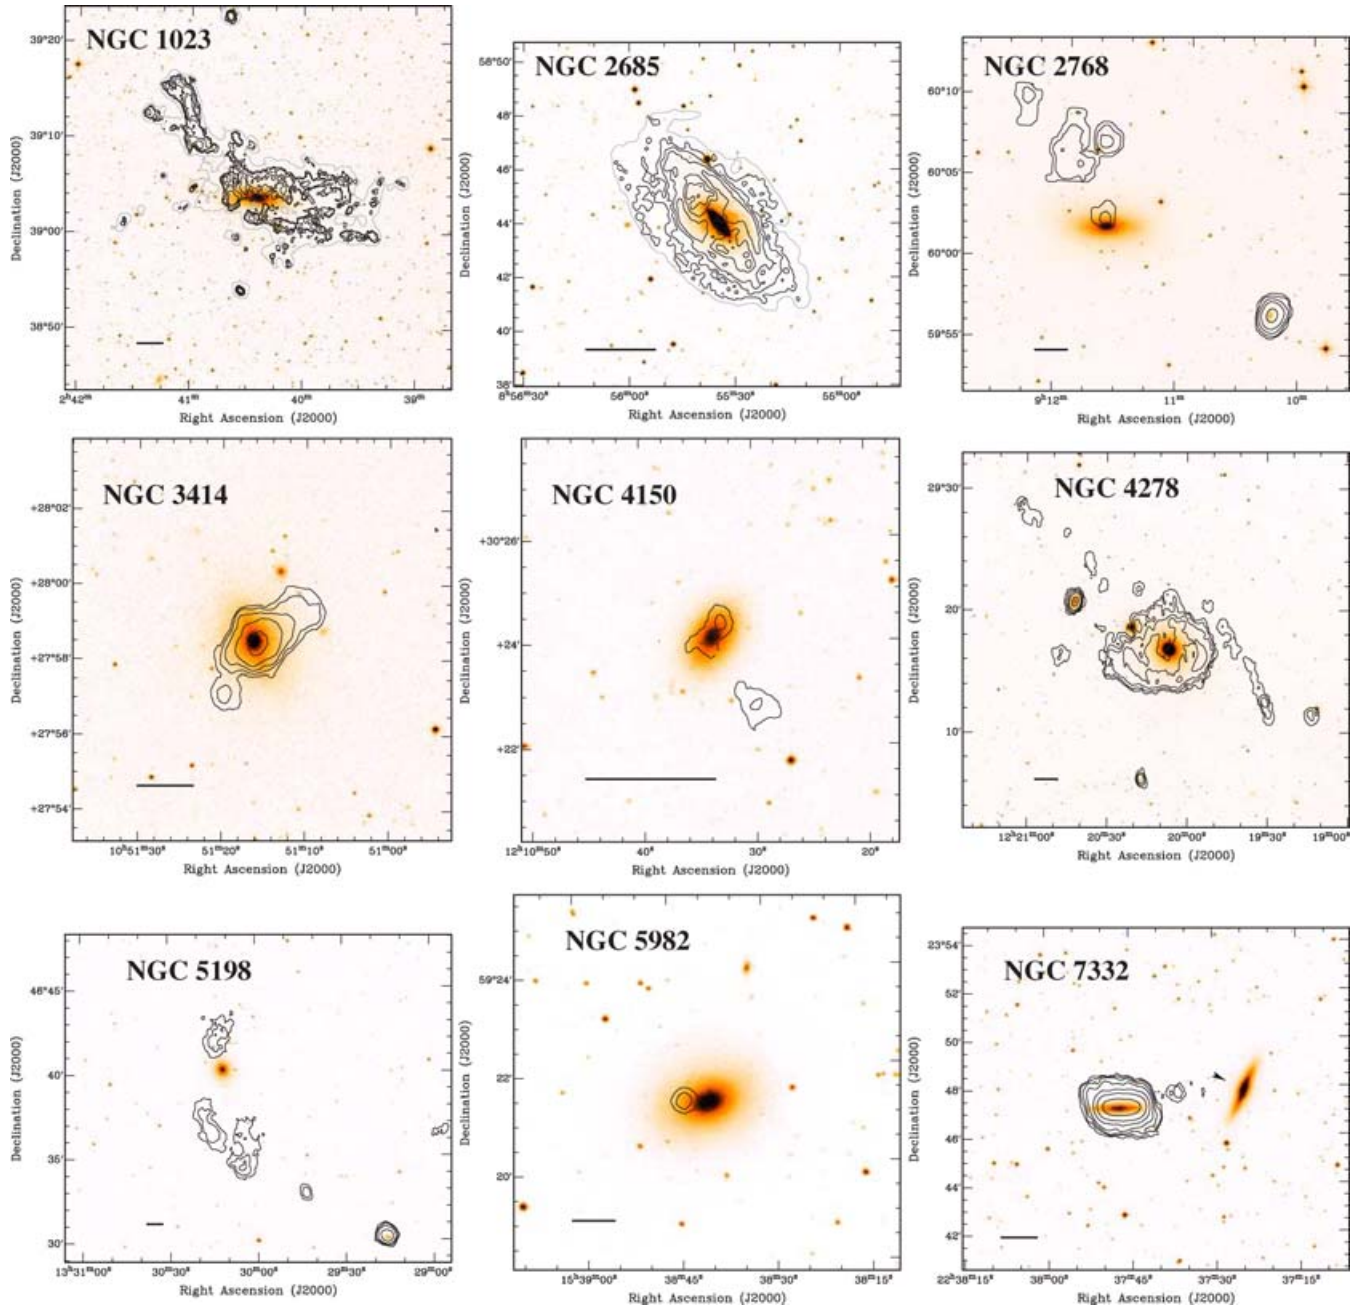 NGC 1023
39°20'
39°10'
39°00'
38°50'
Declination (J2000)
2ʰ42ᵐ 41ᵐ 40ᵐ 39ᵐ
Right Ascension (J2000)
NGC 2685
58°50'
48'
46'
44'
42'
40'
38'
Declination (J2000)
8ʰ56ᵐ30ˢ 56ᵐ00ˢ 55ᵐ30ˢ 55ᵐ00ˢ
Right Ascension (J2000)
NGC 2768
60°10'
60°05'
60°00'
59°55'
Declination (J2000)
9ʰ12ᵐ 11ᵐ 10ᵐ
Right Ascension (J2000)
NGC 3414
+28°02'
+28°00'
+27°58'
+27°56'
+27°54'
Declination (J2000)
10ʰ51ᵐ30ˢ 51ᵐ20ˢ 51ᵐ10ˢ 51ᵐ00ˢ
Right Ascension (J2000)
NGC 4150
+30°26'
+24'
+22'
Declination (J2000)
12ʰ10ᵐ50ˢ 40ˢ 30ˢ 20ˢ
Right Ascension (J2000)
NGC 4278
29°30'
20'
10'
Declination (J2000)
12ʰ21ᵐ00ˢ 20ᵐ30ˢ 20ᵐ00ˢ 19ᵐ30ˢ 19ᵐ00ˢ
Right Ascension (J2000)
NGC 5198
46°45'
40'
35'
30'
Declination (J2000)
13ʰ31ᵐ00ˢ 30ᵐ30ˢ 30ᵐ00ˢ 29ᵐ30ˢ 29ᵐ00ˢ
Right Ascension (J2000)
NGC 5982
59°24'
22'
20'
Declination (J2000)
15ʰ39ᵐ00ˢ 38ᵐ45ˢ 38ᵐ30ˢ 38ᵐ15ˢ
Right Ascension (J2000)
NGC 7332
23°54'
52'
50'
48'
46'
44'
42'
Declination (J2000)
22ʰ38ᵐ15ˢ 38ᵐ00ˢ 37ᵐ45ˢ 37ᵐ30ˢ 37ᵐ15ˢ
Right Ascension (J2000)